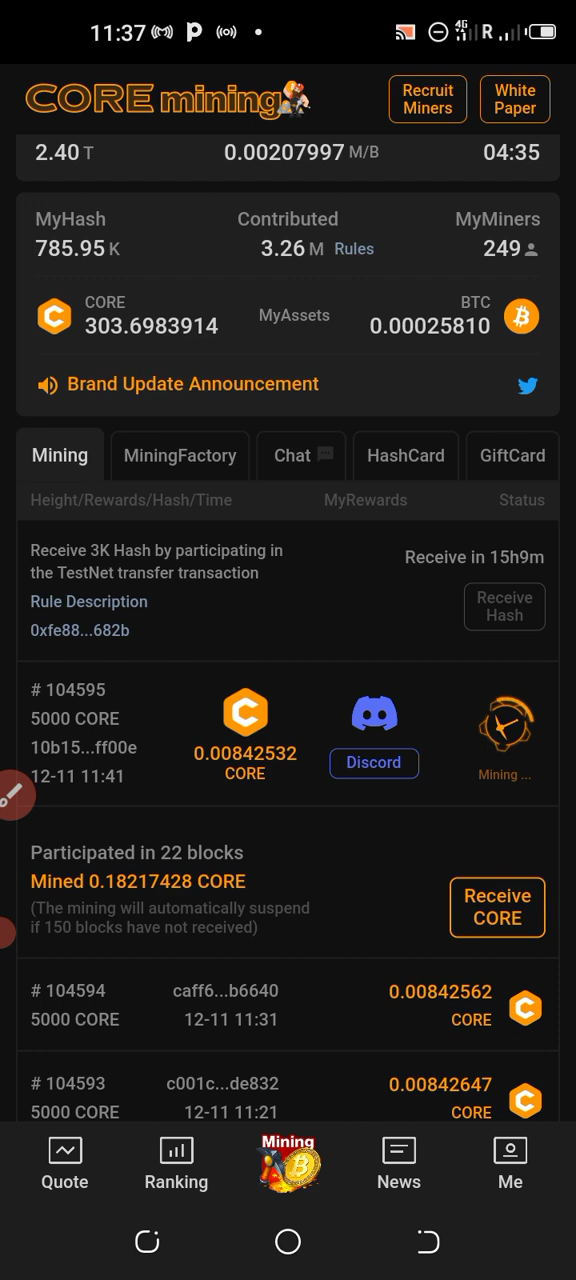 11:37
4G R
CORE mining
Recruit Miners
White Paper
2.40 T 0.00207997 M/B 04:35
MyHash Contributed MyMiners
785.95 K 3.26 M Rules 249
CORE MyAssets BTC
303.6983914 0.00025810
Brand Update Announcement
Mining MiningFactory Chat HashCard GiftCard
Height/Rewards/Hash/Time MyRewards Status
Receive 3K Hash by participating in
the TestNet transfer transaction
Receive in 15h9m
Rule Description
Receive
Hash
0xfe88...682b
# 104595
5000 CORE
10b15...ff00e
12-11 11:41
0.00842532
CORE
Discord
Mining ...
Participated in 22 blocks
Mined 0.18217428 CORE
(The mining will automatically suspend
if 150 blocks have not received)
Receive
CORE
# 104594 caff6...b6640 0.00842562
5000 CORE 12-11 11:31 CORE
# 104593 c001c...de832 0.00842647
5000 CORE 12-11 11:21 CORE
Mining
Quote Ranking News Me